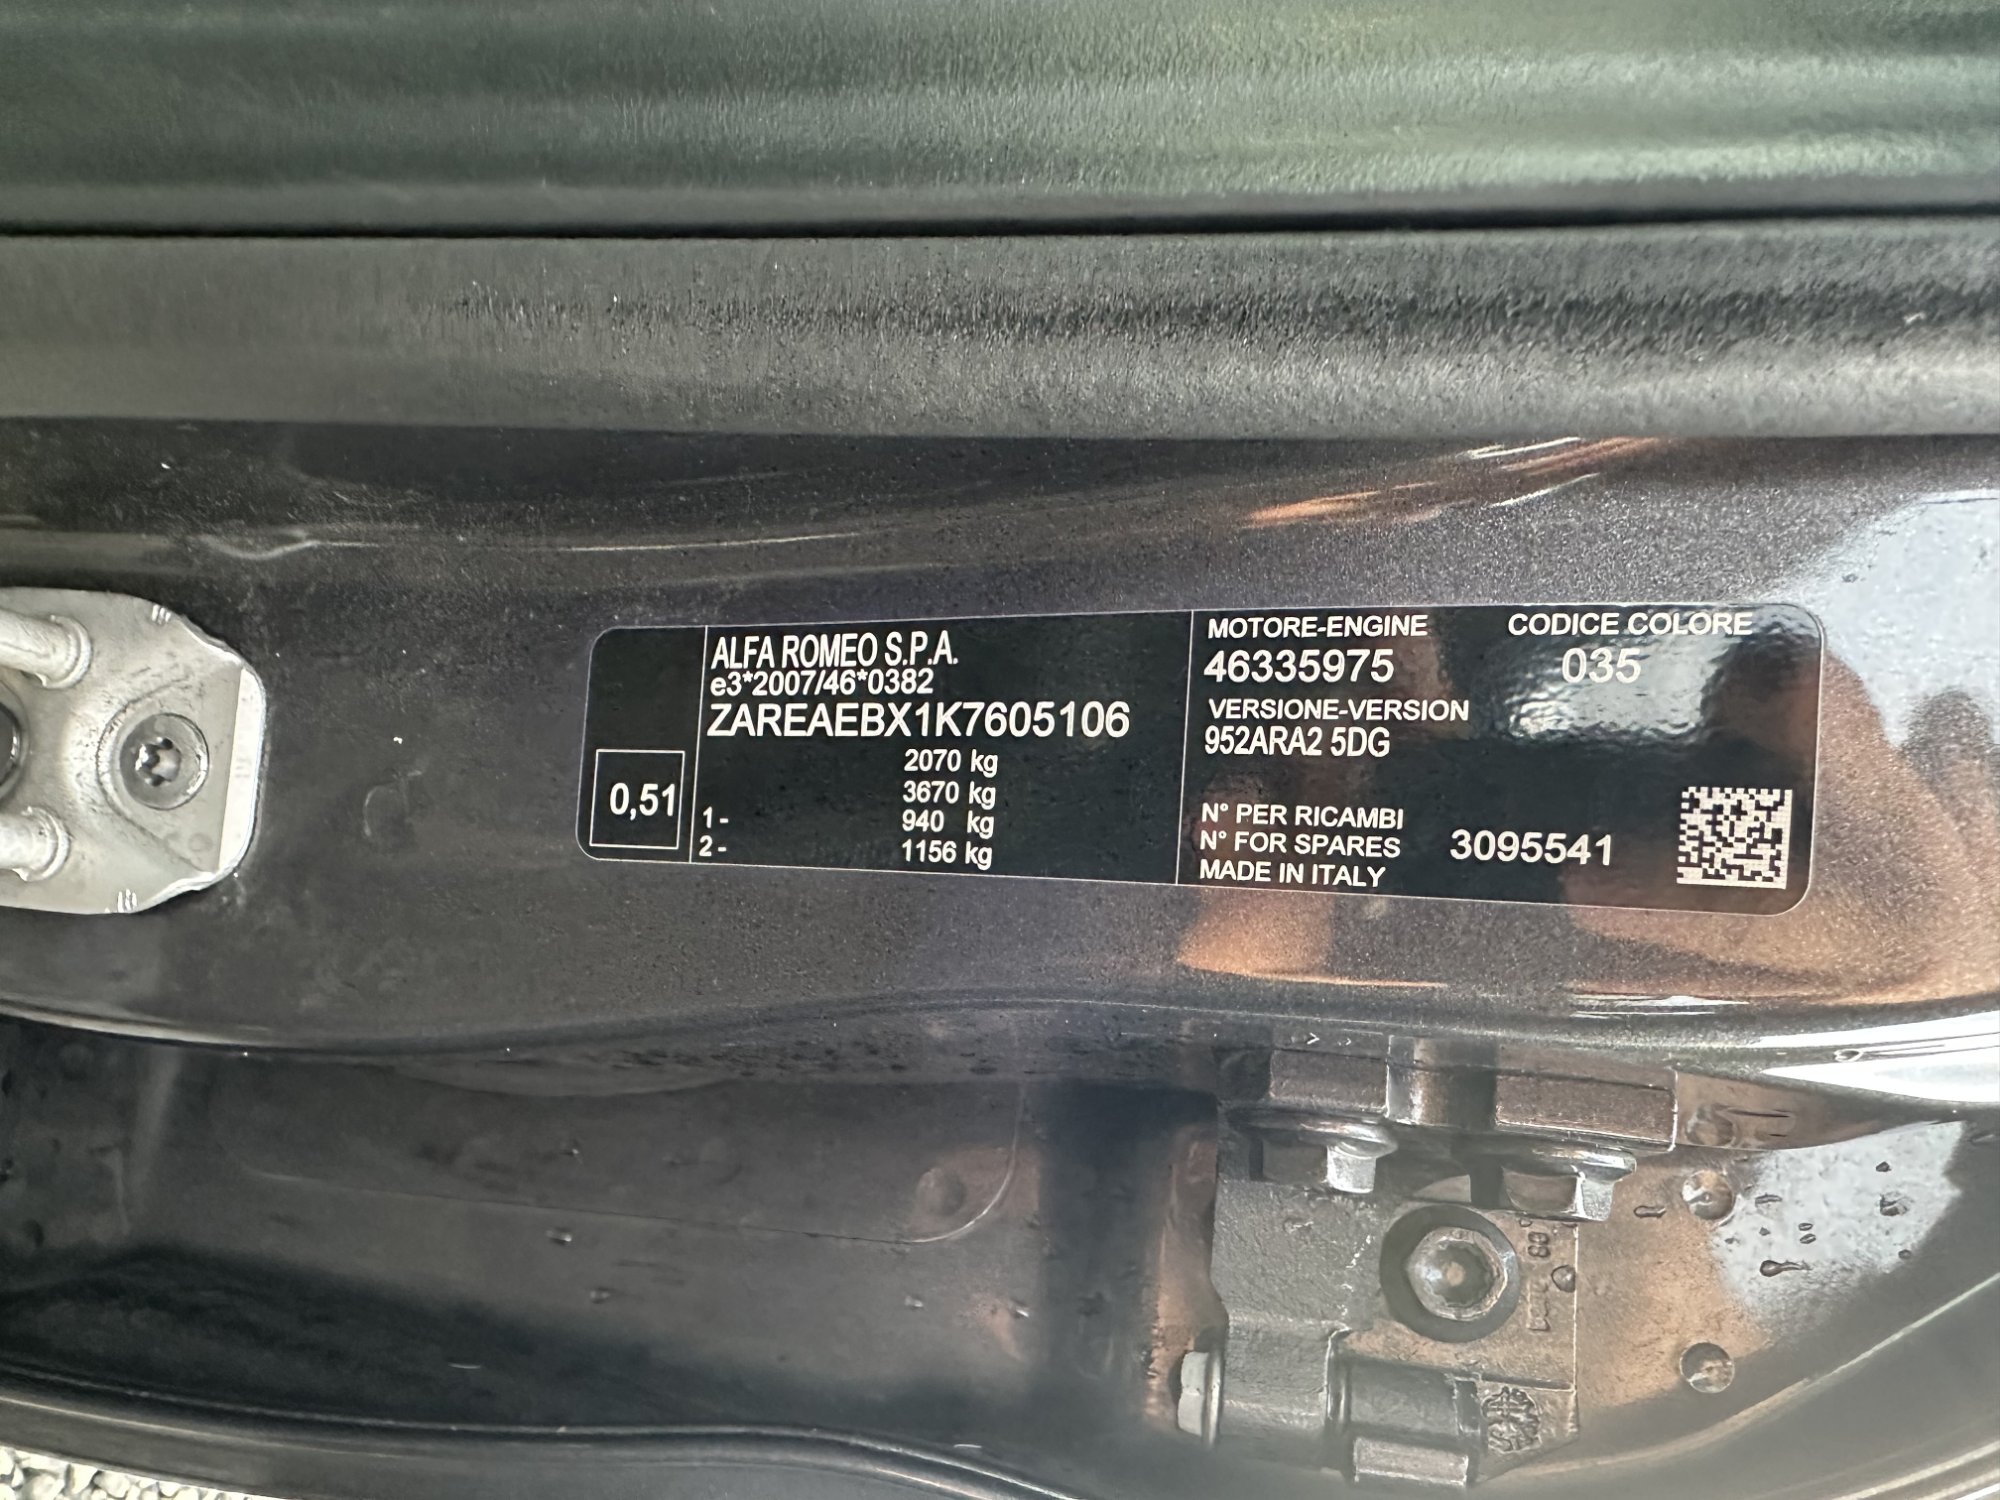 0,51
ALFA ROMEO S.P.A.
e3*2007/46*0382
ZAREAEBX1K7605106
2070 kg
3670 kg
1- 940 kg
2- 1156 kg
MOTORE-ENGINE
46335975
CODICE COLORE
035
VERSIONE-VERSION
952ARA2 5DG
N° PER RICAMBI
N° FOR SPARES 3095541
MADE IN ITALY